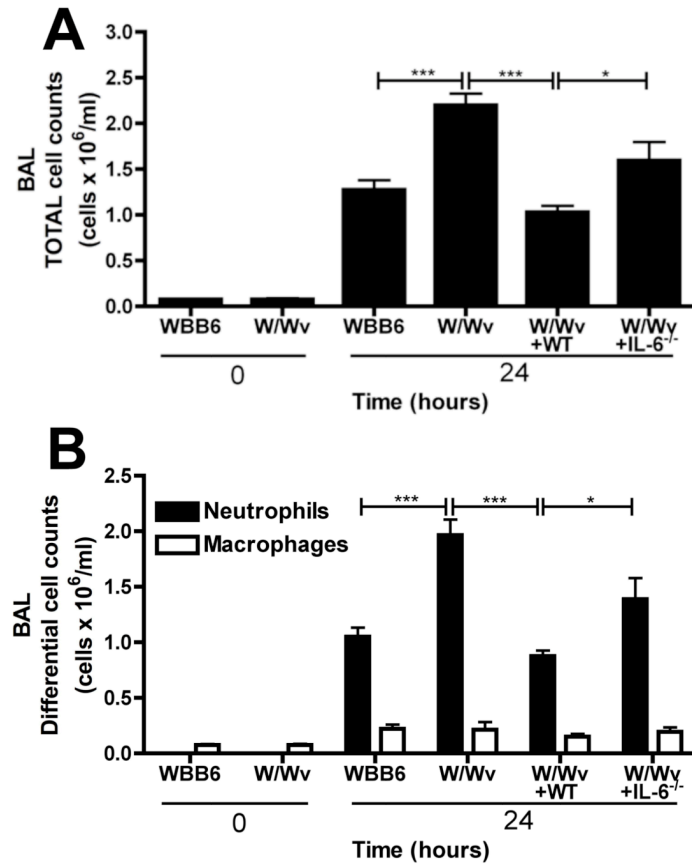 A
BAL
TOTAL cell counts
(cells x 10⁶/ml)
3.0
2.5
2.0
1.5
1.0
0.5
0.0
*** *** *
WBB6 W/Wv WBB6 W/Wv W/Wv W/Wv
+WT +IL-6⁻/⁻
0 24
Time (hours)
B
BAL
Differential cell counts
(cells x 10⁶/ml)
2.5
2.0
1.5
1.0
0.5
0.0
Neutrophils
Macrophages
*** *** *
WBB6 W/Wv WBB6 W/Wv W/Wv W/Wv
+WT +IL-6⁻/⁻
0 24
Time (hours)